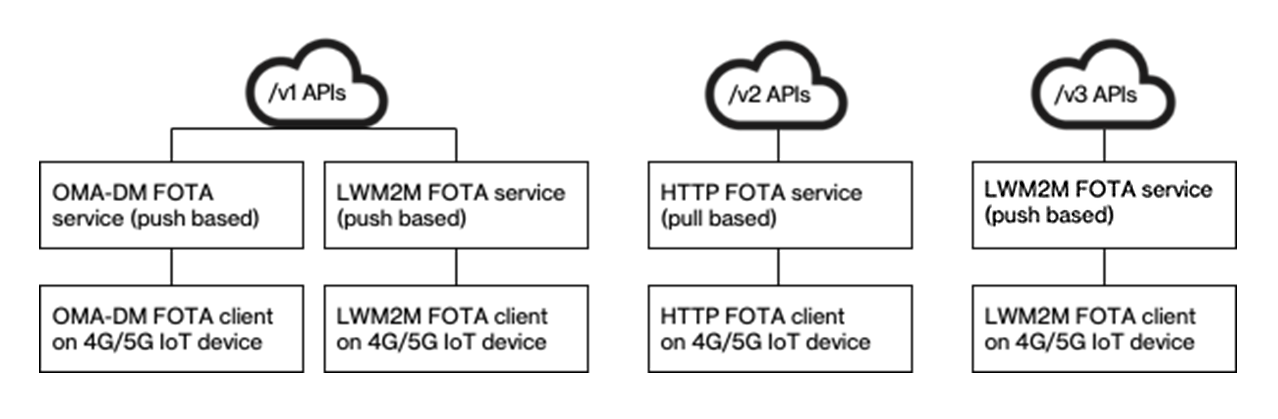 /v1 APIs
/v2 APIs
/v3 APIs
OMA-DM FOTA
service (push based)
LWM2M FOTA service
(push based)
HTTP FOTA service
(pull based)
LWM2M FOTA service
(push based)
OMA-DM FOTA client
on 4G/5G IoT device
LWM2M FOTA client
on 4G/5G IoT device
HTTP FOTA client
on 4G/5G IoT device
LWM2M FOTA client
on 4G/5G IoT device